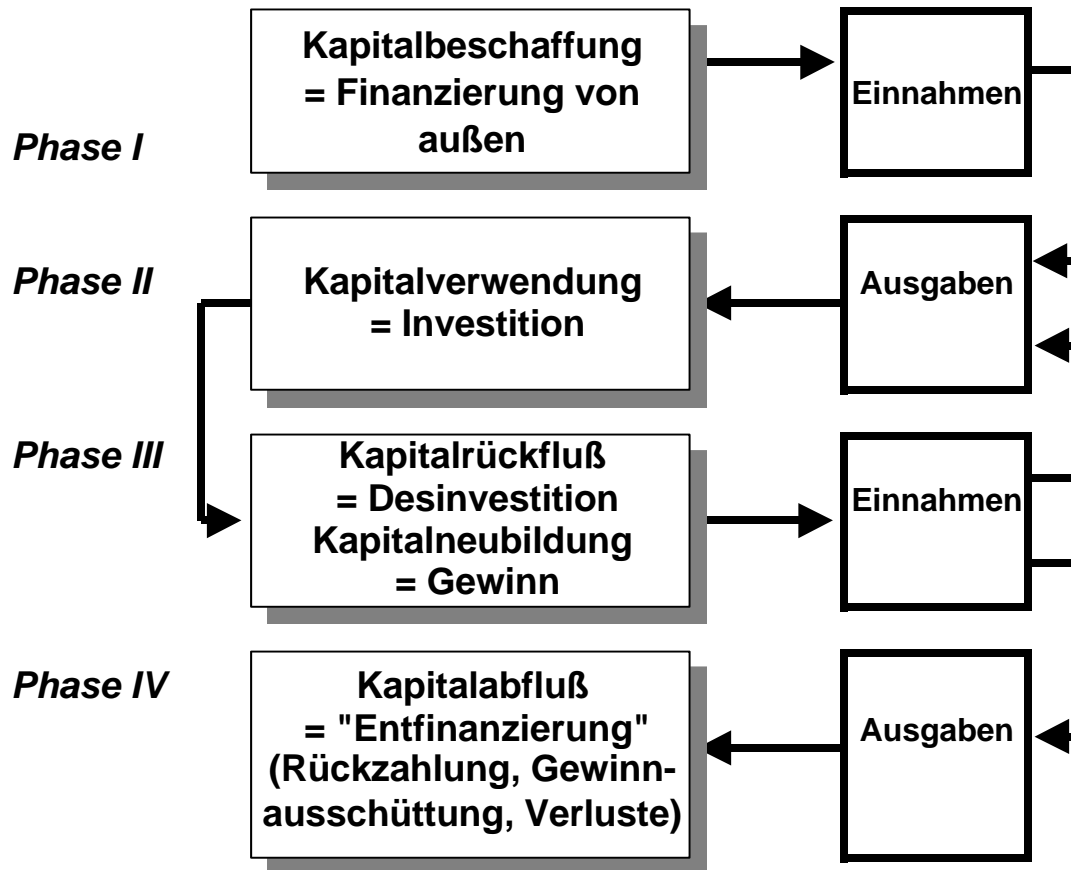 Phase I
Kapitalbeschaffung
= Finanzierung von
außen
Einnahmen
Phase II
Kapitalverwendung
= Investition
Ausgaben
Phase III
Kapitalrückfluß
= Desinvestition
Kapitalneubildung
= Gewinn
Einnahmen
Phase IV
Kapitalabfluß
= "Entfinanzierung"
(Rückzahlung, Gewinn-
ausschüttung, Verluste)
Ausgaben